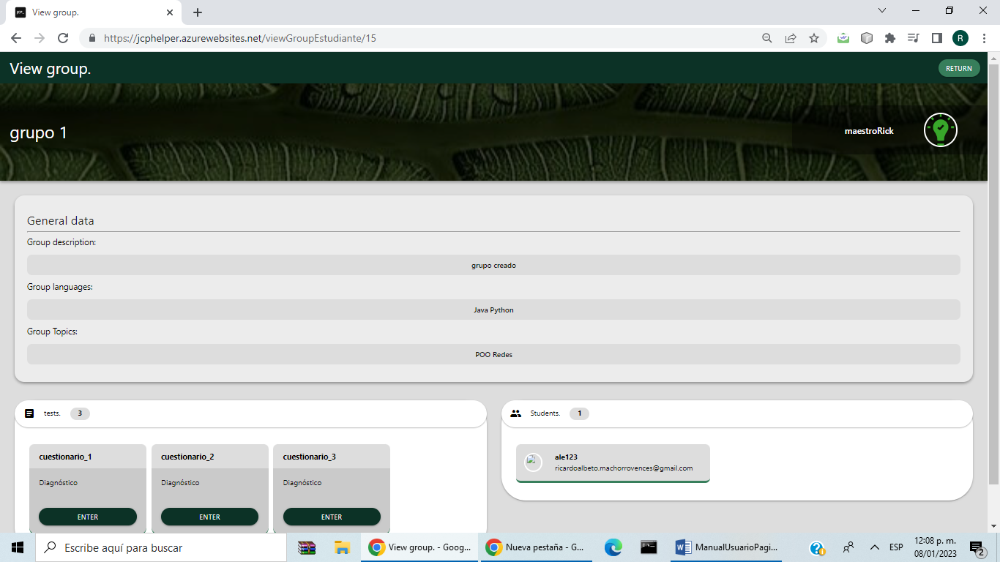 JCP_
View group.
https://jcphelper.azurewebsites.net/viewGroupEstudiante/15
R
View group.
RETURN
grupo 1
maestroRick
General data
Group description:
grupo creado
Group languages:
Java Python
Group Topics:
POO Redes
tests.
3
Students.
1
cuestionario_1
Diagnóstico
ENTER
cuestionario_2
Diagnóstico
ENTER
cuestionario_3
Diagnóstico
ENTER
ale123
ricardoalbeto.machorrovences@gmail.com
Escribe aquí para buscar
View group. - Goog...
Nueva pestaña - G...
ManualUsuarioPagi...
ESP
12:08 p. m.
08/01/2023
2